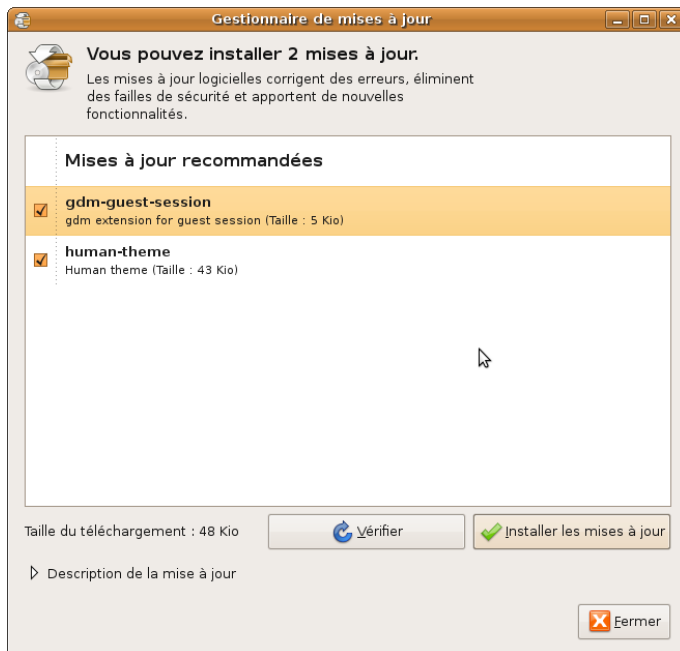 Gestionnaire de mises à jour
Vous pouvez installer 2 mises à jour.
Les mises à jour logicielles corrigent des erreurs, éliminent
des failles de sécurité et apportent de nouvelles
fonctionnalités.
Mises à jour recommandées
gdm-guest-session
gdm extension for guest session (Taille : 5 Kio)
human-theme
Human theme (Taille : 43 Kio)
Taille du téléchargement : 48 Kio
Vérifier
Installer les mises à jour
Description de la mise à jour
Fermer